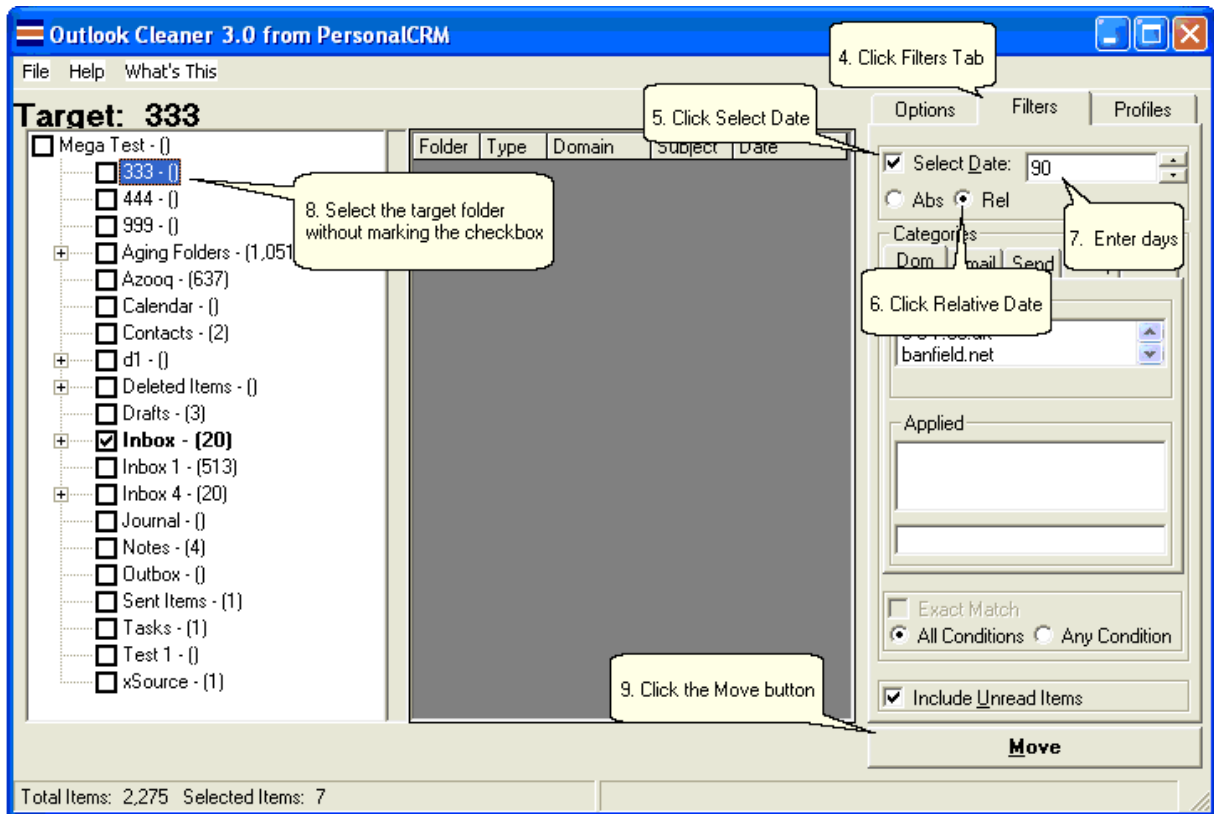 Outlook Cleaner 3.0 from PersonalCRM
File Help What's This
4. Click Filters Tab
Target: 333
Options Filters Profiles
5. Click Select Date
Mega Test - ()
333 - ()
444 - ()
999 - ()
Aging Folders - (1,051
Azooq - (637)
Calendar - ()
Contacts - (2)
d1 - ()
Deleted Items - ()
Drafts - (3)
Inbox - (20)
Inbox 1 - (513)
Inbox 4 - (20)
Journal - ()
Notes - (4)
Outbox - ()
Sent Items - (1)
Tasks - (1)
Test 1 - ()
xSource - (1)
Folder Type Domain Subject Date
8. Select the target folder
without marking the checkbox
Select Date: 90
Abs Rel
7. Enter days
Categories
Dom Email Send
6. Click Relative Date
banfield.net
Applied
Exact Match
All Conditions Any Condition
9. Click the Move button
Include Unread Items
Move
Total Items: 2,275 Selected Items: 7